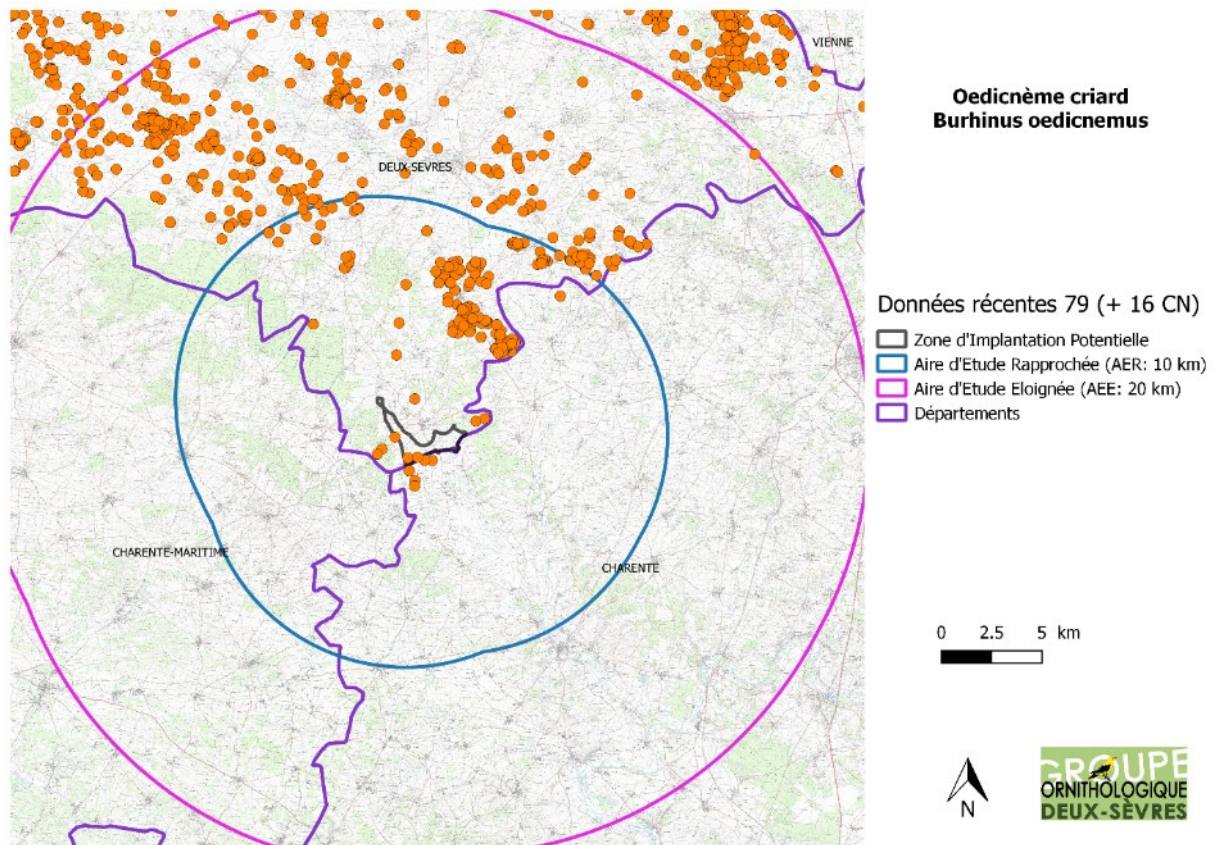 VIENNE
DEUX-SÈVRES
CHARENTE-MARITIME
CHARENTE
Oedicnème criard
Burhinus oedicnemus
Données récentes 79 (+ 16 CN)
Zone d'Implantation Potentielle
Aire d'Etude Rapprochée (AER: 10 km)
Aire d'Etude Eloignée (AEE: 20 km)
Départements
0 2.5 5 km
N
GROUPE
ORNITHOLOGIQUE
DEUX-SÈVRES